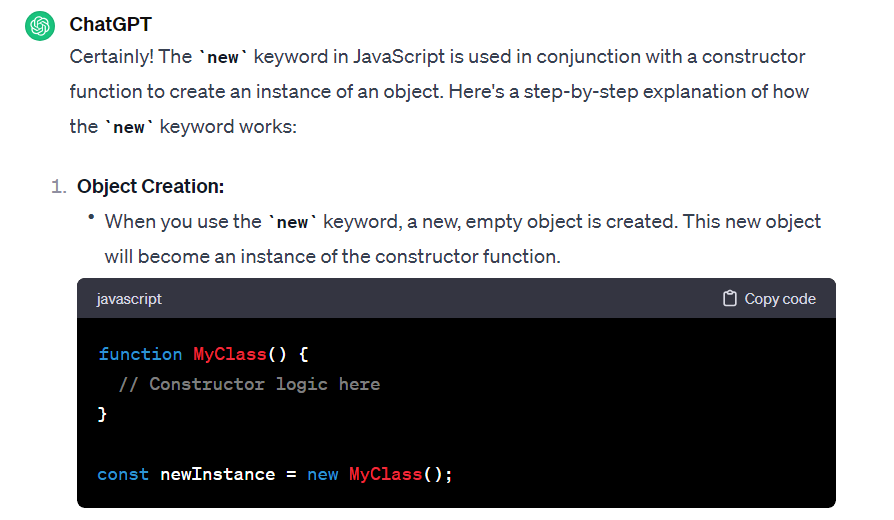 ChatGPT
Certainly! The `new` keyword in JavaScript is used in conjunction with a constructor
function to create an instance of an object. Here's a step-by-step explanation of how
the `new` keyword works:
1. Object Creation:
• When you use the `new` keyword, a new, empty object is created. This new object
will become an instance of the constructor function.
javascript Copy code
function MyClass() {
  // Constructor logic here
}
const newInstance = new MyClass();